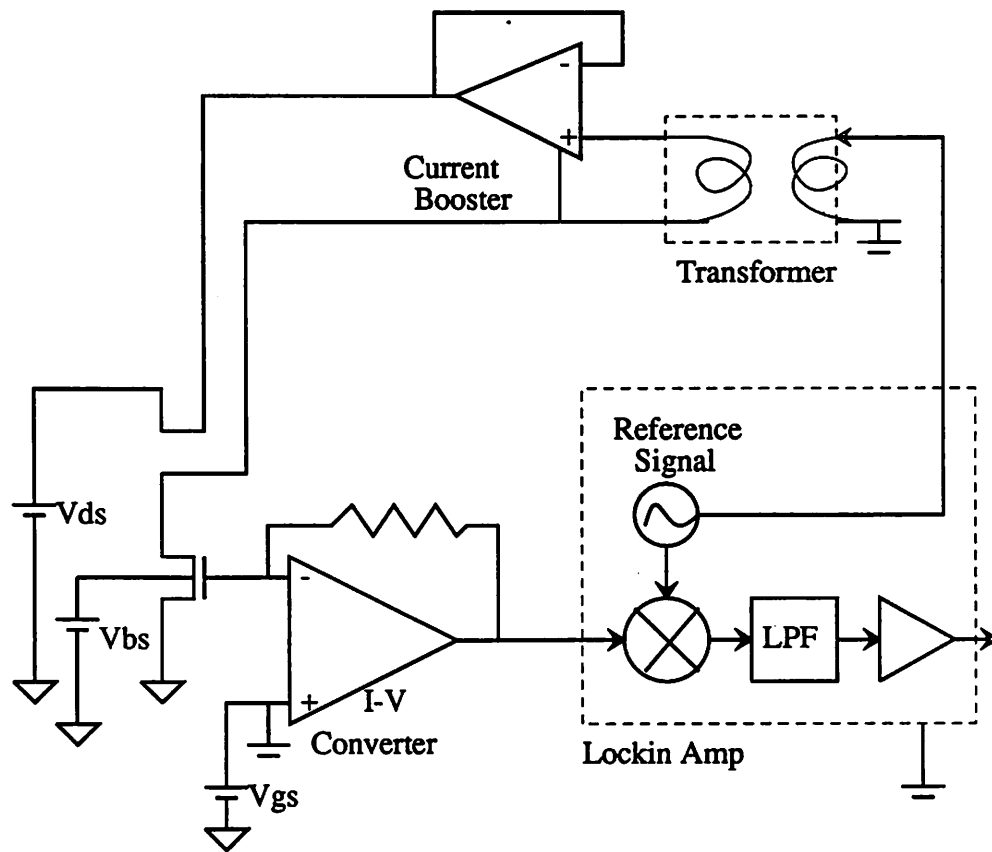 -
+
Current
Booster
Transformer
Reference
Signal
Vds
Vbs
-
+
I-V
Converter
LPF
Lockin Amp
Vgs